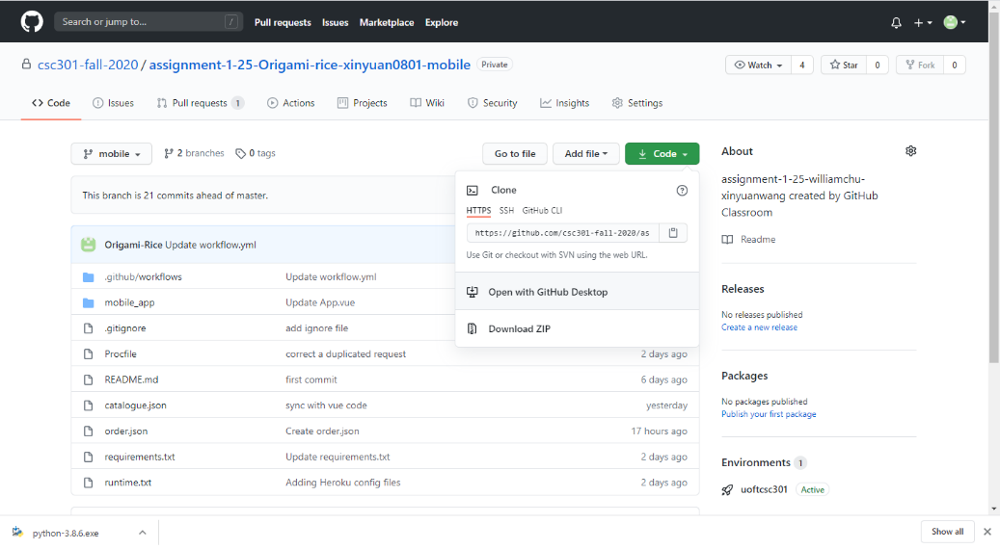 Search or jump to... /
Pull requests Issues Marketplace Explore
csc301-fall-2020 / assignment-1-25-Origami-rice-xinyuan0801-mobile Private
Watch 4 Star 0 Fork 0
Code Issues Pull requests 1 Actions Projects Wiki Security Insights Settings
mobile 2 branches 0 tags Go to file Add file Code
This branch is 21 commits ahead of master.
Clone
HTTPS SSH GitHub CLI
https://github.com/csc301-fall-2020/as
Use Git or checkout with SVN using the web URL.
Open with GitHub Desktop
Download ZIP
Origami-Rice Update workflow.yml
.github/workflows Update workflow.yml
mobile_app Update App.vue
.gitignore add ignore file
Procfile correct a duplicated request 2 days ago
README.md first commit 6 days ago
catalogue.json sync with vue code yesterday
order.json Create order.json 17 hours ago
requirements.txt Update requirements.txt 2 days ago
runtime.txt Adding Heroku config files 2 days ago
About
assignment-1-25-williamchu-
xinyuanwang created by GitHub
Classroom
Readme
Releases
No releases published
Create a new release
Packages
No packages published
Publish your first package
Environments 1
uoftcsc301 Active
python-3.8.6.exe
Show all